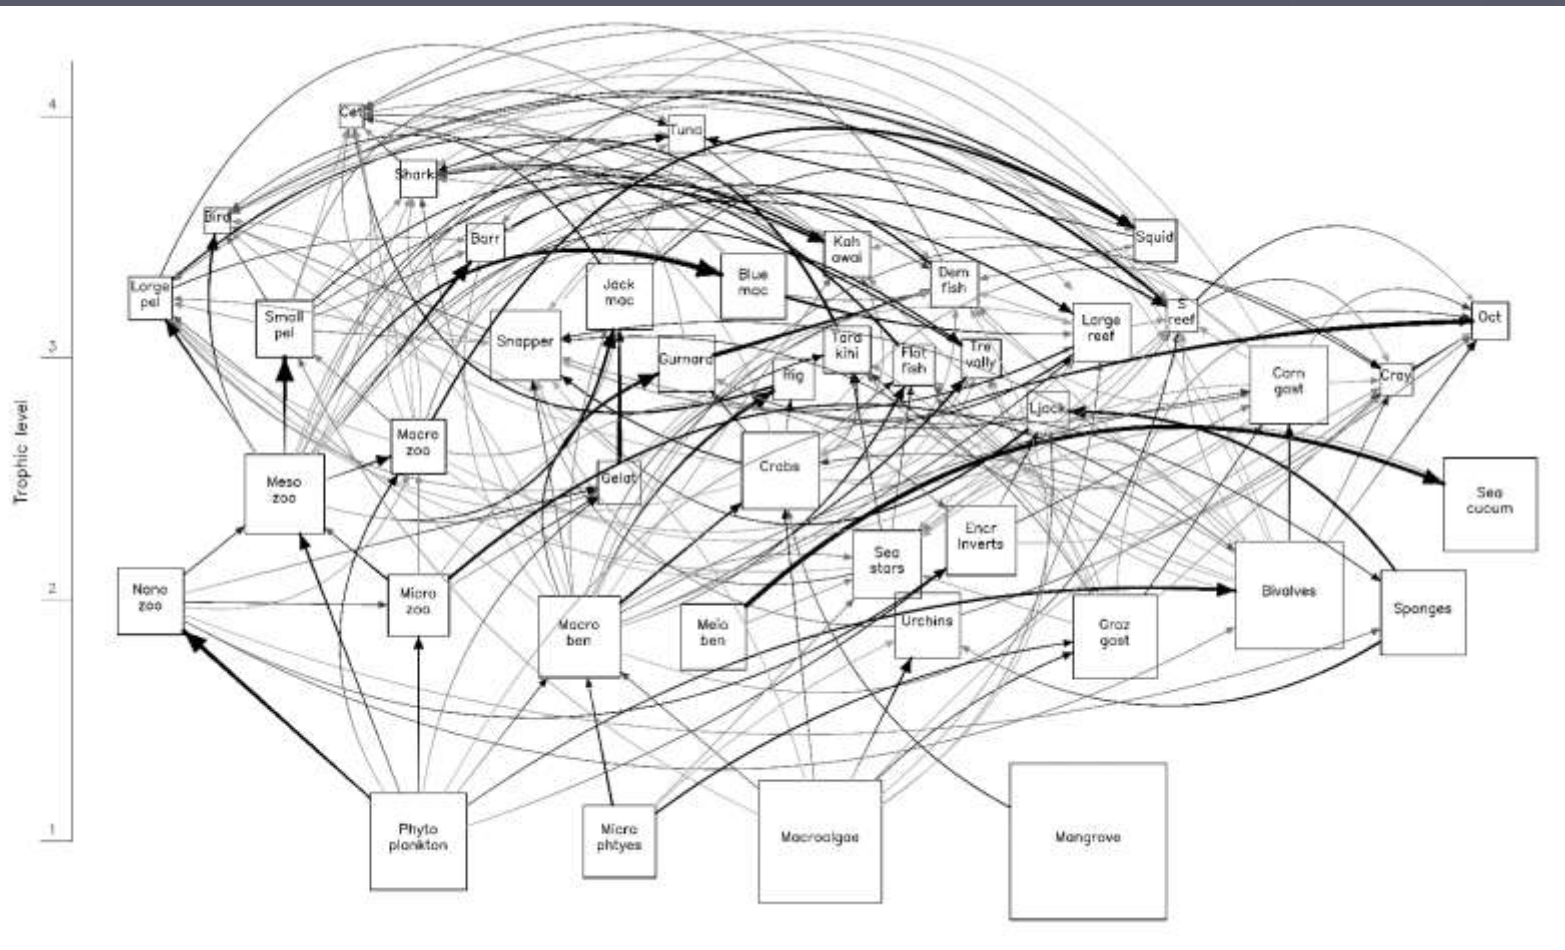 Trophic level
4
3
2
1
Cet
Tuna
Shark
Bird
Barr
Kah
awai
Squid
Large
pel
Small
pel
Jack
mac
Blue
mac
Dem
fish
S
reef
Large
reef
Oct
Snapper
Gurnard
Rig
Tara
kihi
Flat
fish
Tre
vally
Carn
gast
Cray
Ljack
Macro
zoo
Meso
zoo
Gelat
Crabs
Sea
cucum
Encr
Inverts
Sea
stars
Nano
zoo
Micro
zoo
Macro
ben
Meio
ben
Urchins
Graz
gast
Bivalves
Sponges
Phyto
plankton
Micro
phtyes
Macroalgae
Mangrove